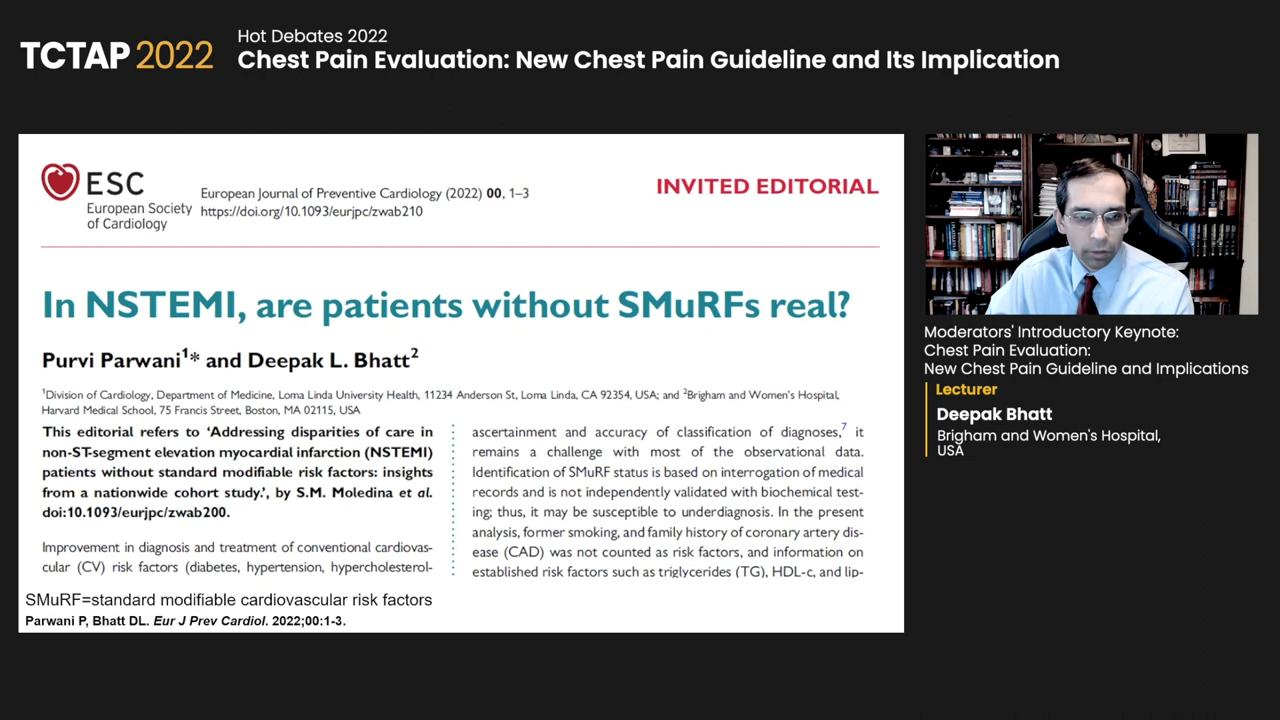 TCTAP 2022
Hot Debates 2022
Chest Pain Evaluation: New Chest Pain Guideline and Its Implication
ESC
European Society
of Cardiology
European Journal of Preventive Cardiology (2022) 00, 1–3
https://doi.org/10.1093/eurjpc/zwab210
INVITED EDITORIAL
In NSTEMI, are patients without SMuRFs real?
Purvi Parwani1* and Deepak L. Bhatt2
1Division of Cardiology, Department of Medicine, Loma Linda University Health, 11234 Anderson St, Loma Linda, CA 92354, USA; and 2Brigham and Women's Hospital,
Harvard Medical School, 75 Francis Street, Boston, MA 02115, USA
This editorial refers to 'Addressing disparities of care in
non-ST-segment elevation myocardial infarction (NSTEMI)
patients without standard modifiable risk factors: insights
from a nationwide cohort study.', by S.M. Moledina et al.
doi:10.1093/eurjpc/zwab200.
Improvement in diagnosis and treatment of conventional cardiovas-
cular (CV) risk factors (diabetes, hypertension, hypercholesterol-
ascertainment and accuracy of classification of diagnoses,7 it
remains a challenge with most of the observational data.
Identification of SMuRF status is based on interrogation of medical
records and is not independently validated with biochemical test-
ing; thus, it may be susceptible to underdiagnosis. In the present
analysis, former smoking, and family history of coronary artery dis-
ease (CAD) was not counted as risk factors, and information on
established risk factors such as triglycerides (TG), HDL-c, and lip-
SMuRF=standard modifiable cardiovascular risk factors
Parwani P, Bhatt DL. Eur J Prev Cardiol. 2022;00:1-3.
Moderators' Introductory Keynote:
Chest Pain Evaluation:
New Chest Pain Guideline and Implications
Lecturer
Deepak Bhatt
Brigham and Women's Hospital,
USA